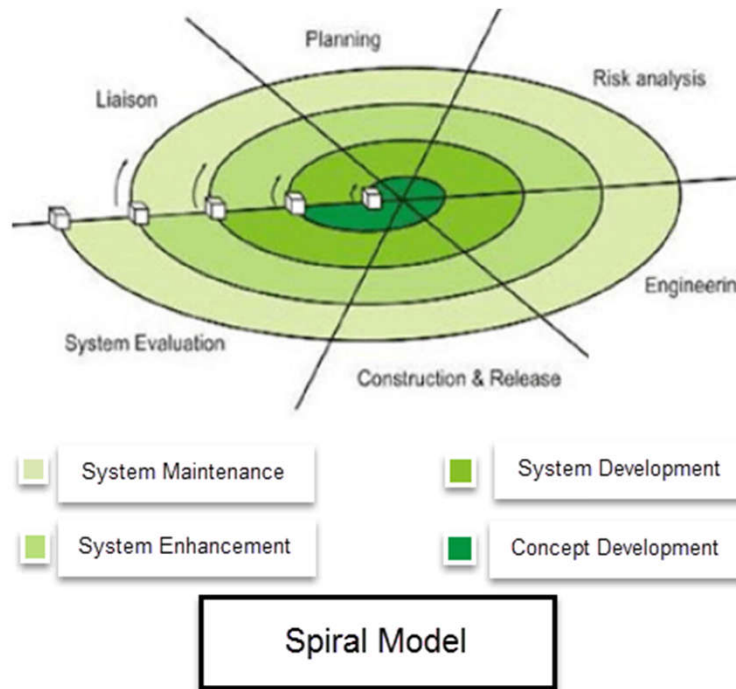 Planning
Risk analysis
Liaison
Engineerin
System Evaluation
Construction & Release
System Maintenance
System Development
System Enhancement
Concept Development
Spiral Model